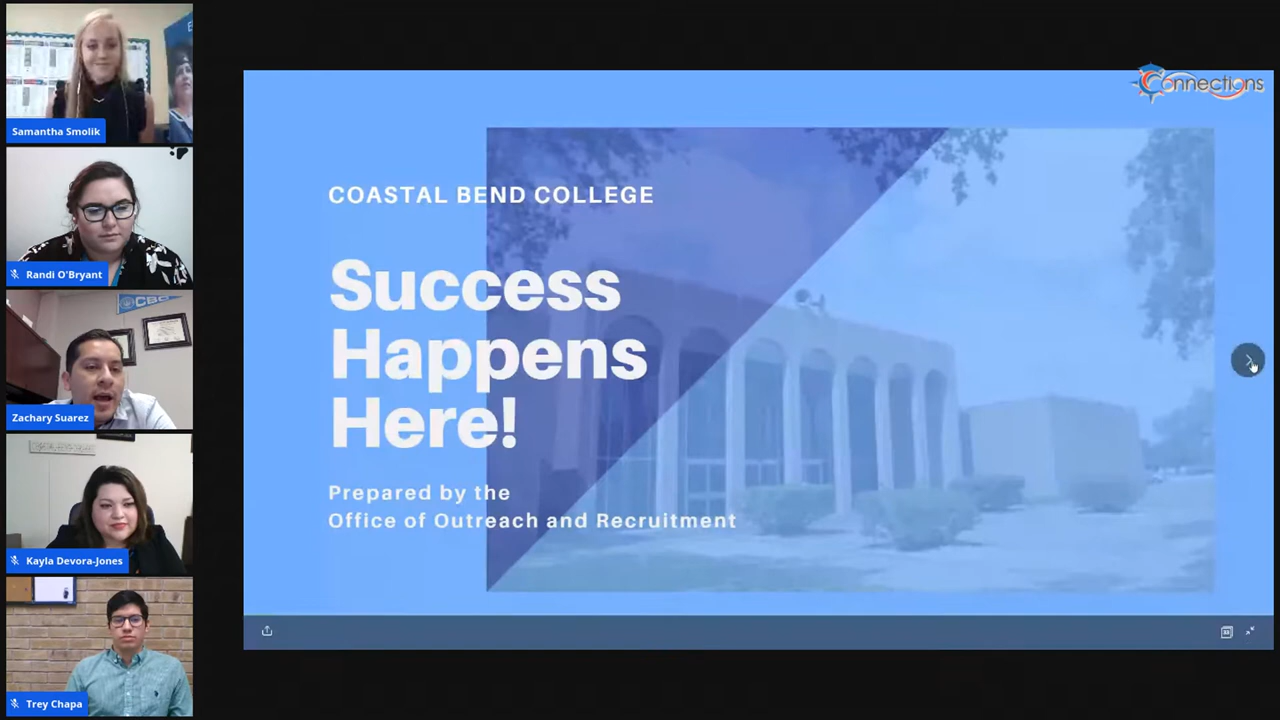 Samantha Smolik
Randi O'Bryant
CBC
Zachary Suarez
Kayla Devora-Jones
Trey Chapa
Connections
COASTAL BEND COLLEGE
Success
Happens
Here!
Prepared by the
Office of Outreach and Recruitment